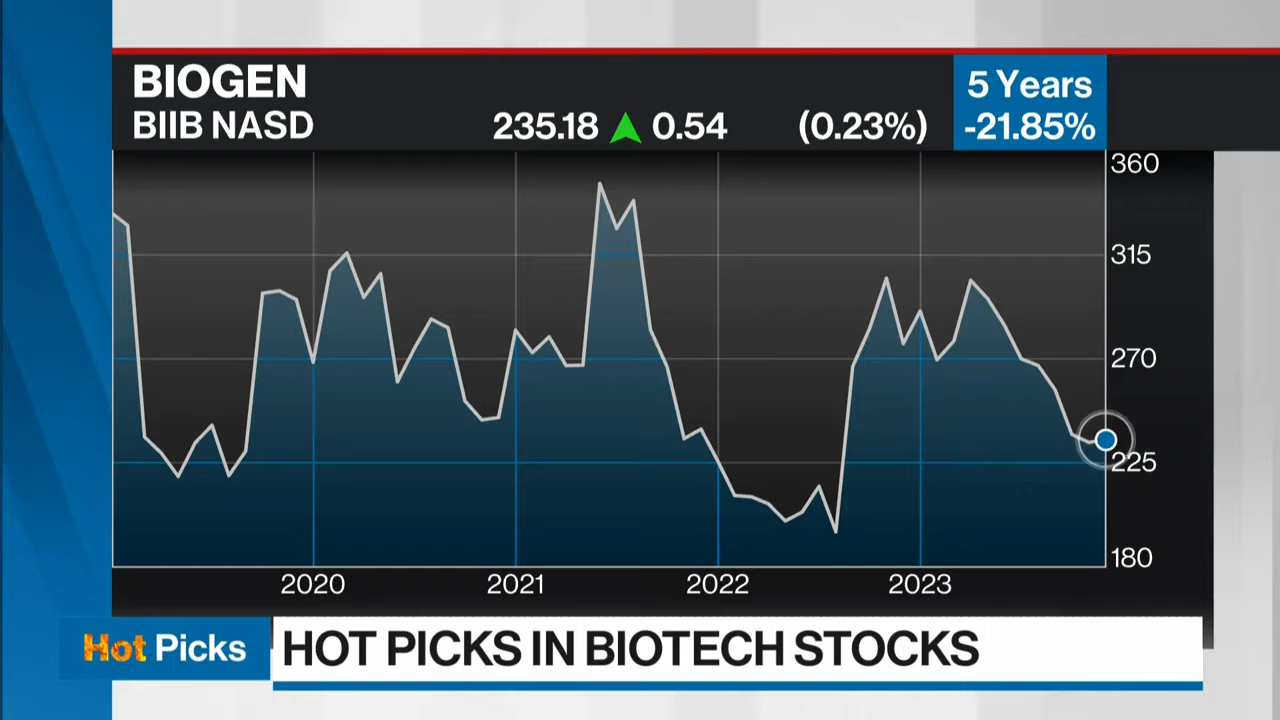 BIOGEN
BIIB NASD
235.18 ▲ 0.54 (0.23%)
5 Years
-21.85%
360
315
270
225
180
2020 2021 2022 2023
Hot Picks
HOT PICKS IN BIOTECH STOCKS